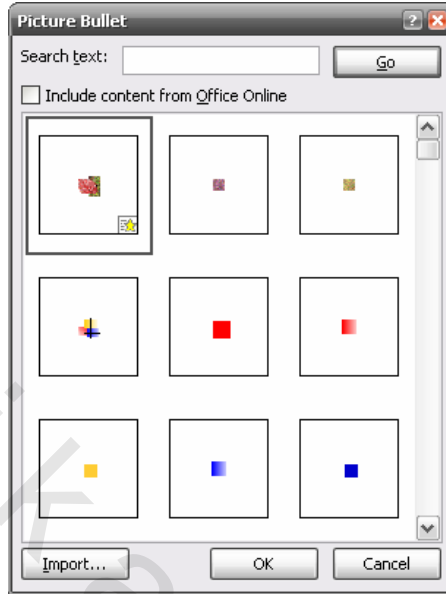 Picture Bullet
Search text: Go
Include content from Office Online
Import... OK Cancel